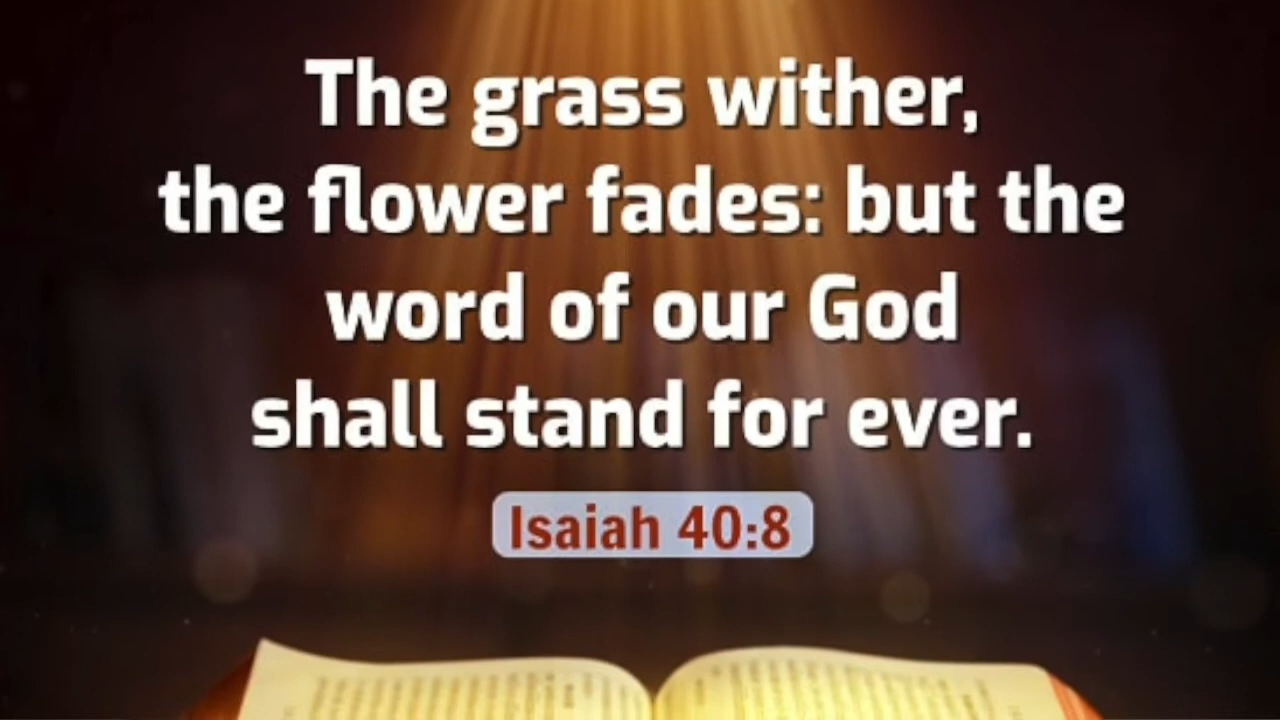 The grass wither,
the flower fades: but the
word of our God
shall stand for ever.
Isaiah 40:8